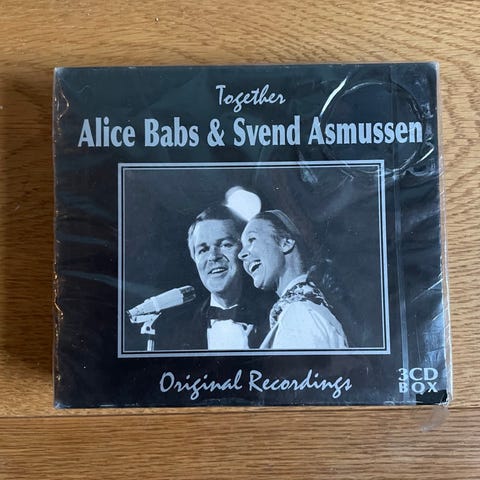 Together
Alice Babs & Svend Asmussen
Original Recordings
3CD
BOX